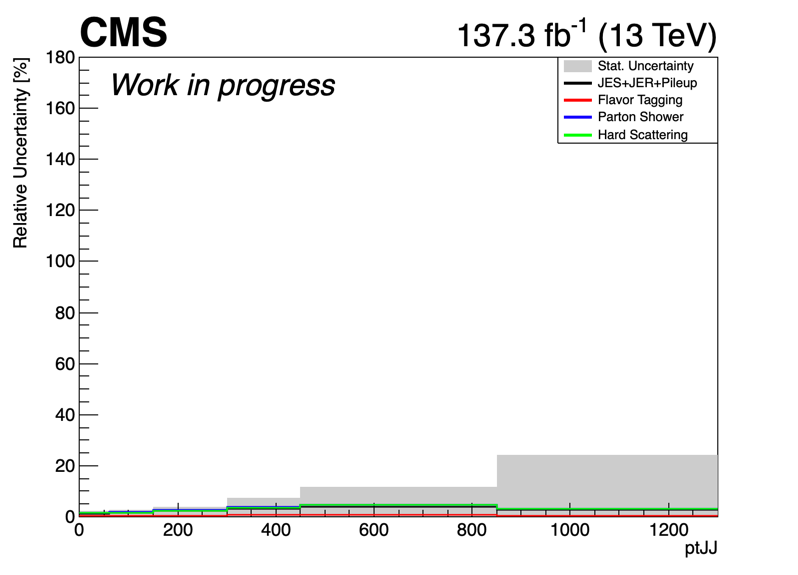 CMS 137.3 fb-1 (13 TeV)
Work in progress
Stat. Uncertainty
JES+JER+Pileup
Flavor Tagging
Parton Shower
Hard Scattering
Relative Uncertainty [%]
180
160
140
120
100
80
60
40
20
0
0 200 400 600 800 1000 1200
ptJJ